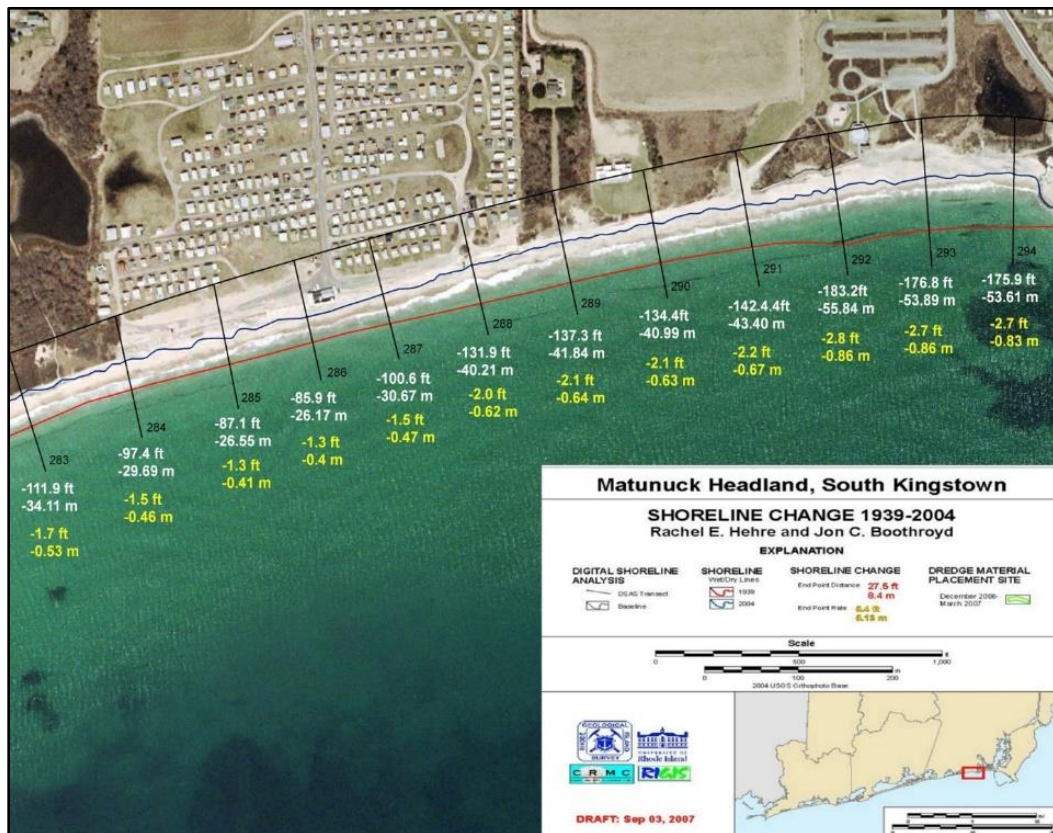 283
-111.9 ft
-34.11 m
-1.7 ft
-0.53 m
284
-97.4 ft
-29.69 m
-1.5 ft
-0.46 m
285
-87.1 ft
-26.55 m
-1.3 ft
-0.41 m
286
-85.9 ft
-26.17 m
-1.3 ft
-0.4 m
287
-100.6 ft
-30.67 m
-1.5 ft
-0.47 m
288
-131.9 ft
-40.21 m
-2.0 ft
-0.62 m
289
-137.3 ft
-41.84 m
-2.1 ft
-0.64 m
290
-134.4ft
-40.99 m
-2.1 ft
-0.63 m
291
-142.4.4ft
-43.40 m
-2.2 ft
-0.67 m
292
-183.2ft
-55.84 m
-2.8 ft
-0.86 m
293
-176.8 ft
-53.89 m
-2.7 ft
-0.86 m
294
-175.9 ft
-53.61 m
-2.7 ft
-0.83 m
Matunuck Headland, South Kingstown
SHORELINE CHANGE 1939-2004
Rachel E. Hehre and Jon C. Boothroyd
EXPLANATION
DIGITAL SHORELINE
ANALYSIS
DSAS Transect
Baseline
SHORELINE
Wet/Dry Lines
1939
2004
SHORELINE CHANGE
End Point Distance
27.5 ft
8.4 m
End Point Rate
DREDGE MATERIAL
PLACEMENT SITE
December 2006-
March 2007
Scale
0 500 1,000 ft
0 100 200 m
2004 USGS Orthophoto Base
GEOLOGICAL
SURVEY
UNIVERSITY OF
Rhode Island
CRMC
RIGIS
DRAFT: Sep 03, 2007